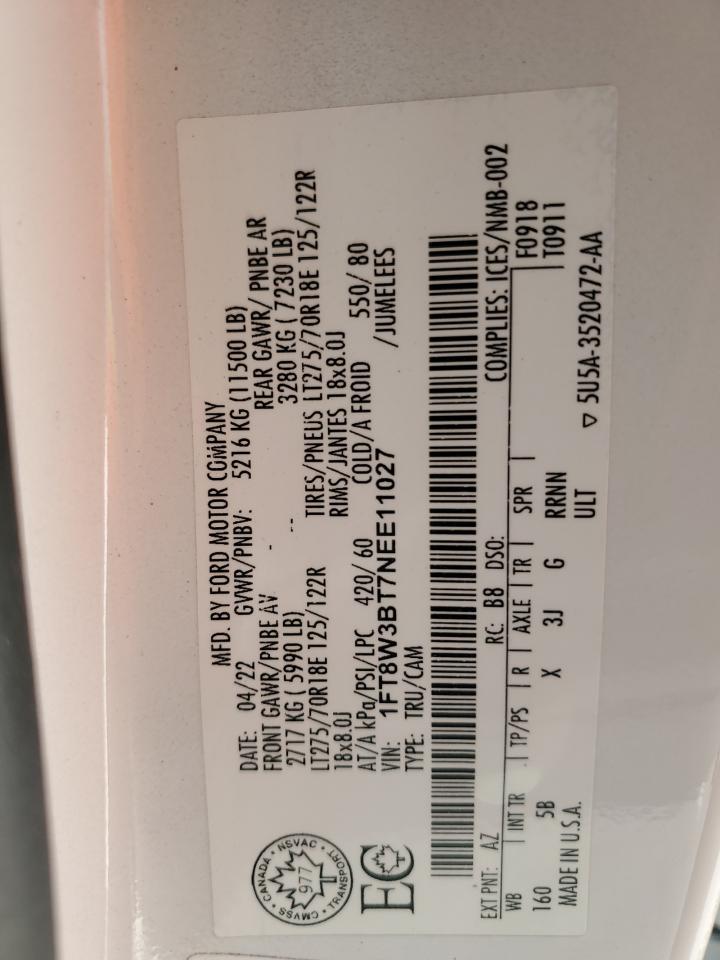 MFD. BY FORD MOTOR COMPANY
DATE: 04/22 GVWR/PNBV: 5216 KG (11500 LB)
FRONT GAWR/PNBE AV - REAR GAWR/ PNBE AR
2717 KG ( 5990 LB) -- 3280 KG ( 7230 LB)
LT275/70R18E 125/122R TIRES/PNEUS LT275/70R18E 125/122R
18x8.0J RIMS/JANTES 18x8.0J
AT/A kPa/PSI/LPC 420/ 60 COLD/A FROID 550/ 80
VIN: 1FT8W3BT7NEE11027 /JUMELEES
TYPE: TRU/CAM
CANADA • NSVAC • TRANSPORT • CMVSS •
977
EC
EXT PNT: AZ RC: B8 DSO: COMPLIES: ICES/NMB-002
WB | INT TR | TP/PS | R | AXLE | TR | SPR F0918
160 5B X 3J G RRNN T0911
MADE IN U.S.A. ULT ▽ 5U5A-3520472-AA